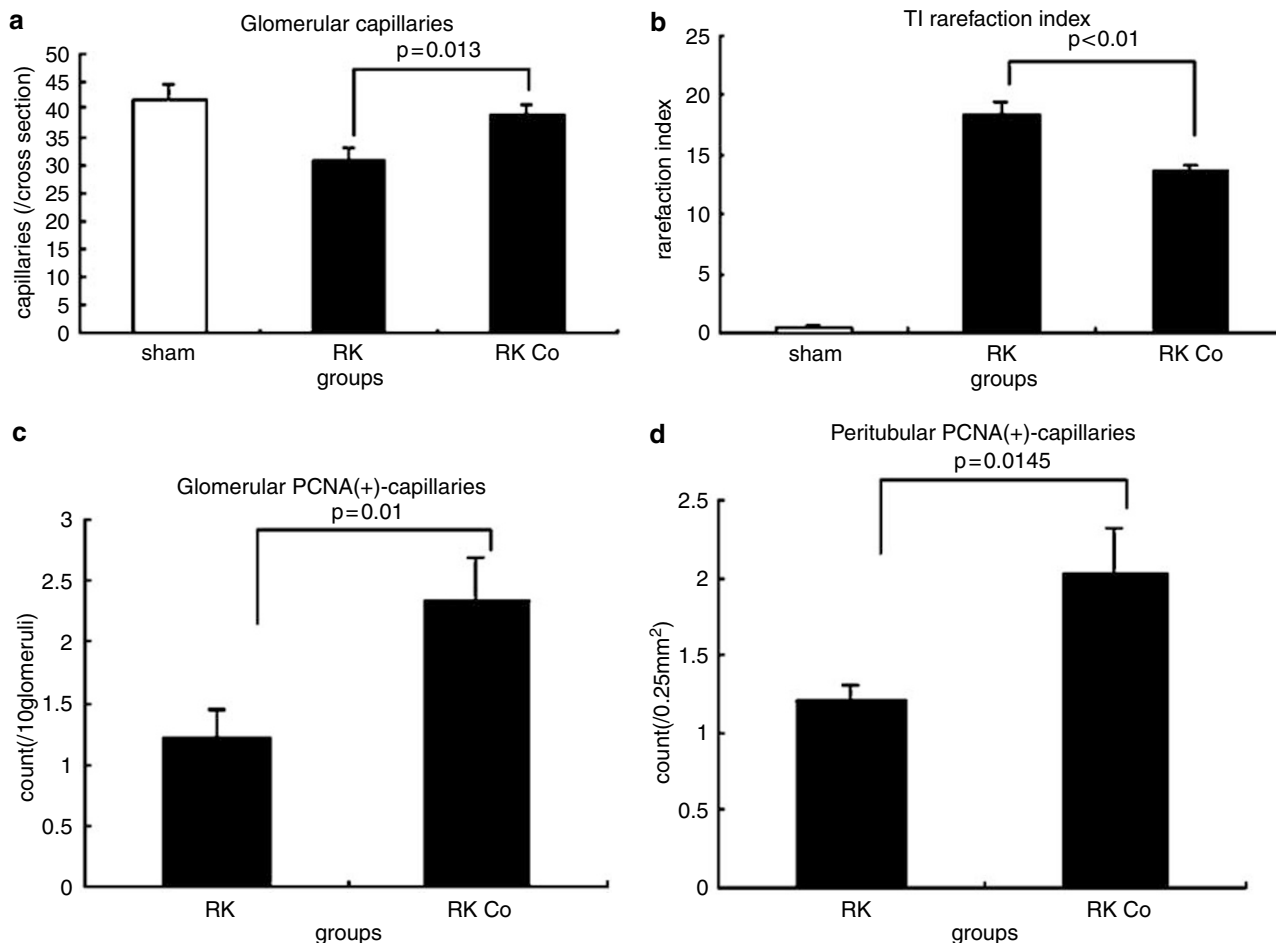 a
Glomerular capillaries
p=0.013
capillaries (/cross section)
50
45
40
35
30
25
20
15
10
5
0
sham RK RK Co
groups
b
TI rarefaction index
p<0.01
rarefaction index
25
20
15
10
5
0
sham RK RK Co
groups
c
Glomerular PCNA(+)-capillaries
p=0.01
count(/10glomeruli)
3
2.5
2
1.5
1
0.5
0
RK RK Co
groups
d
Peritubular PCNA(+)-capillaries
p=0.0145
count(/0.25mm²)
2.5
2
1.5
1
0.5
0
RK RK Co
groups